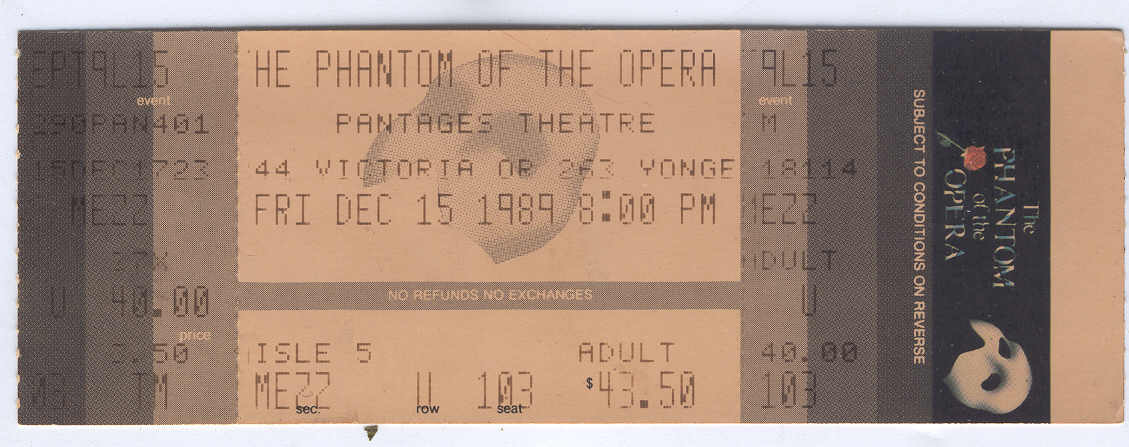 EPT9L15 HE PHANTOM OF THE OPERA 9L15
event event
290PAN401 PANTAGES THEATRE M
15DEC1723 44 VICTORIA OR 263 YONGE 18114
MEZZ FRI DEC 15 1989 8:00 PM MEZZ
37X ADULT
U 40.00 NO REFUNDS NO EXCHANGES U
price
3.50 ISLE 5 ADULT 40.00
TM MEZZ U 103 $43.50 103
sec. row seat
SUBJECT TO CONDITIONS ON REVERSE
The
PHANTOM
of the
OPERA